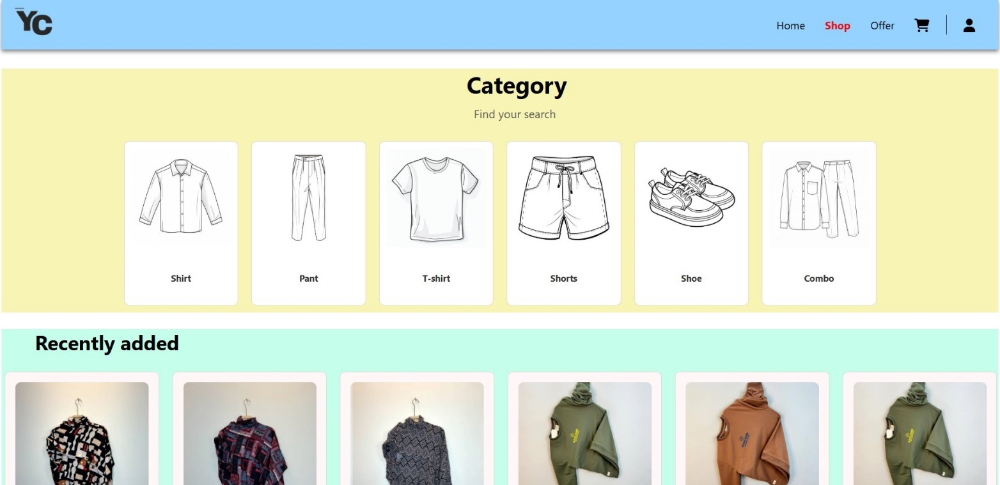 YC
Home Shop Offer
Category
Find your search
Shirt Pant T-shirt Shorts Shoe Combo
Recently added